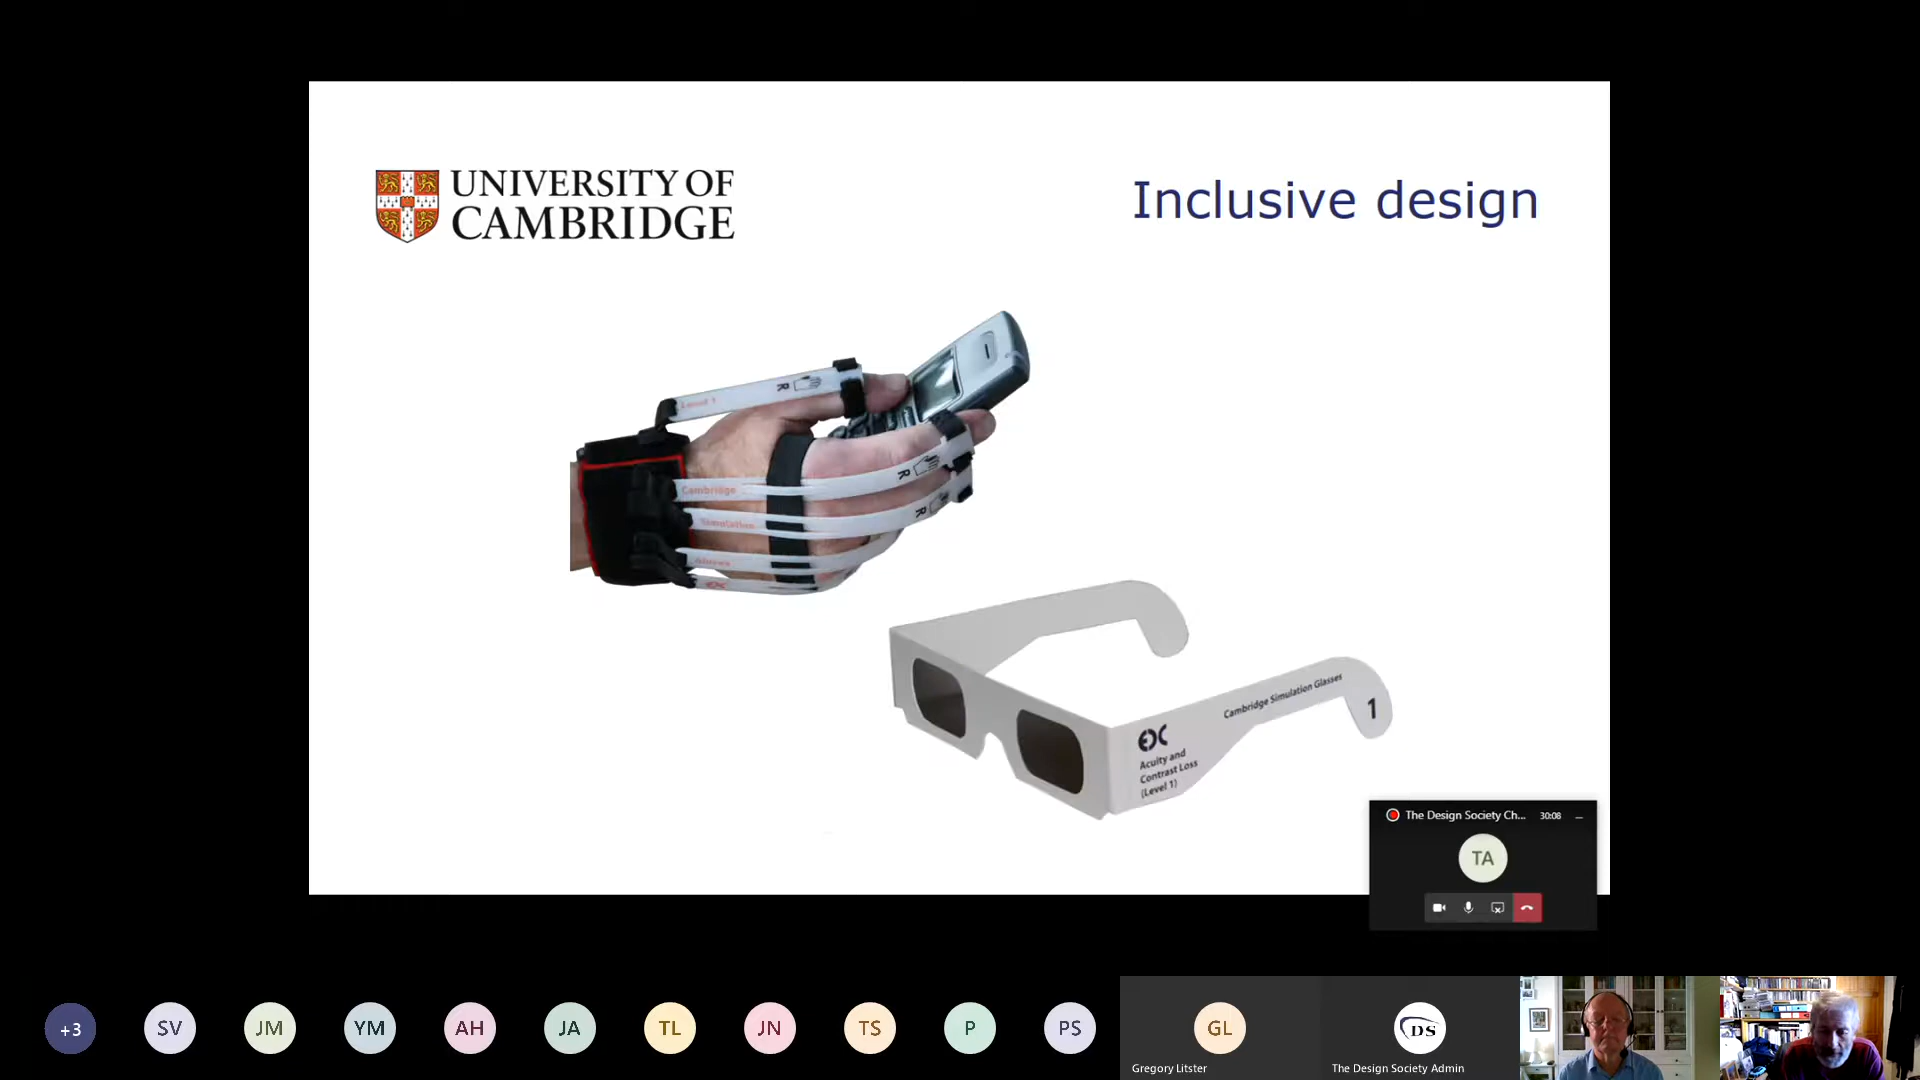 UNIVERSITY OF
CAMBRIDGE
Inclusive design
Level 1
R
R
R
Cambridge
Simulation
Gloves
Cambridge Simulation Glasses
1
Acuity and
Contrast Loss
(Level 1)
The Design Society Ch... 30:08
TA
+3
SV
JM
YM
AH
JA
TL
JN
TS
P
PS
GL
DS
Gregory Litster
The Design Society Admin